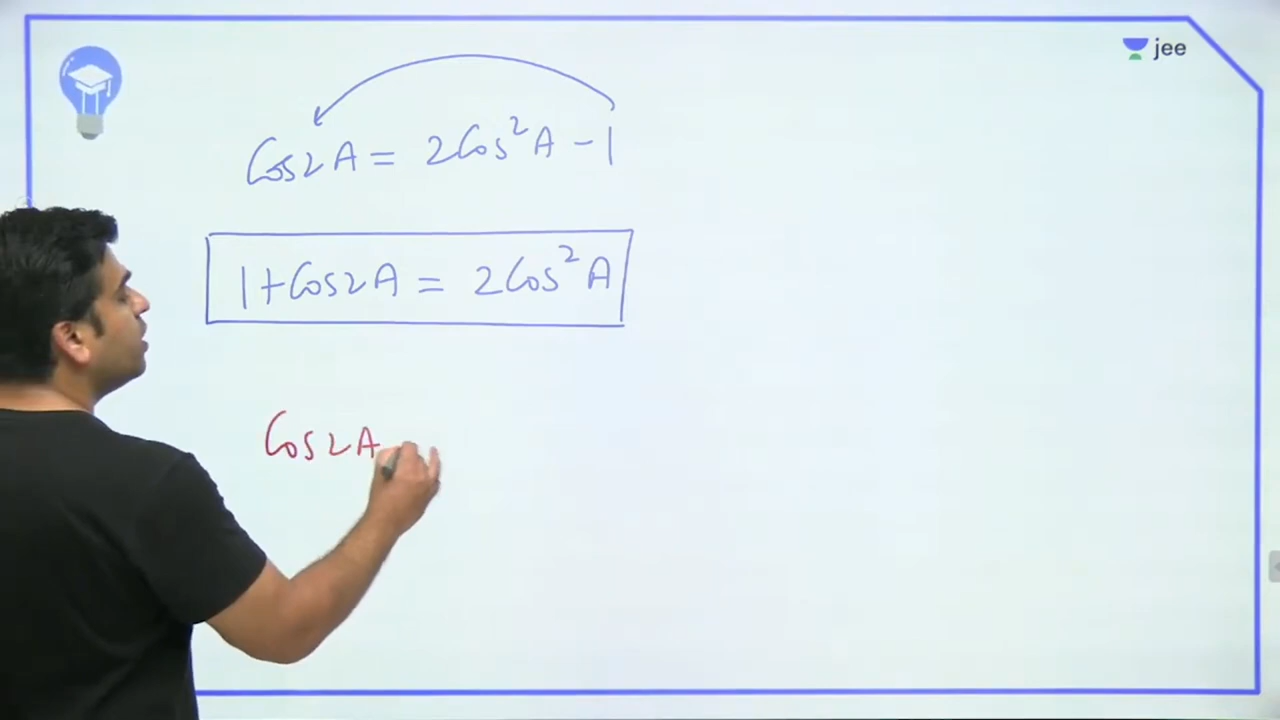 jee
Cos2A = 2Cos²A - 1
1+Cos2A = 2Cos²A
Cos2A